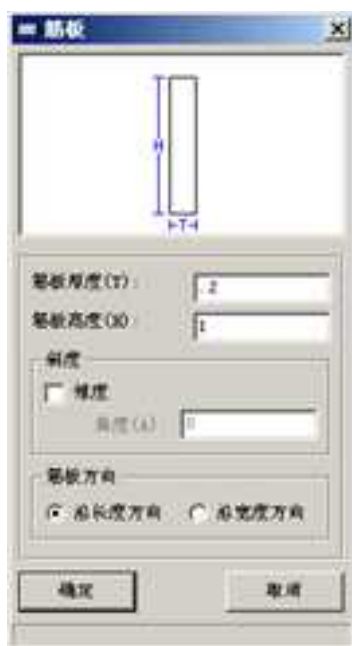 筋板
H
T
筋板厚度(T): .2
筋板高度(H) 1
斜度
锥度
角度(A) 0
筋板方向
沿长度方向 沿宽度方向
确定 取消